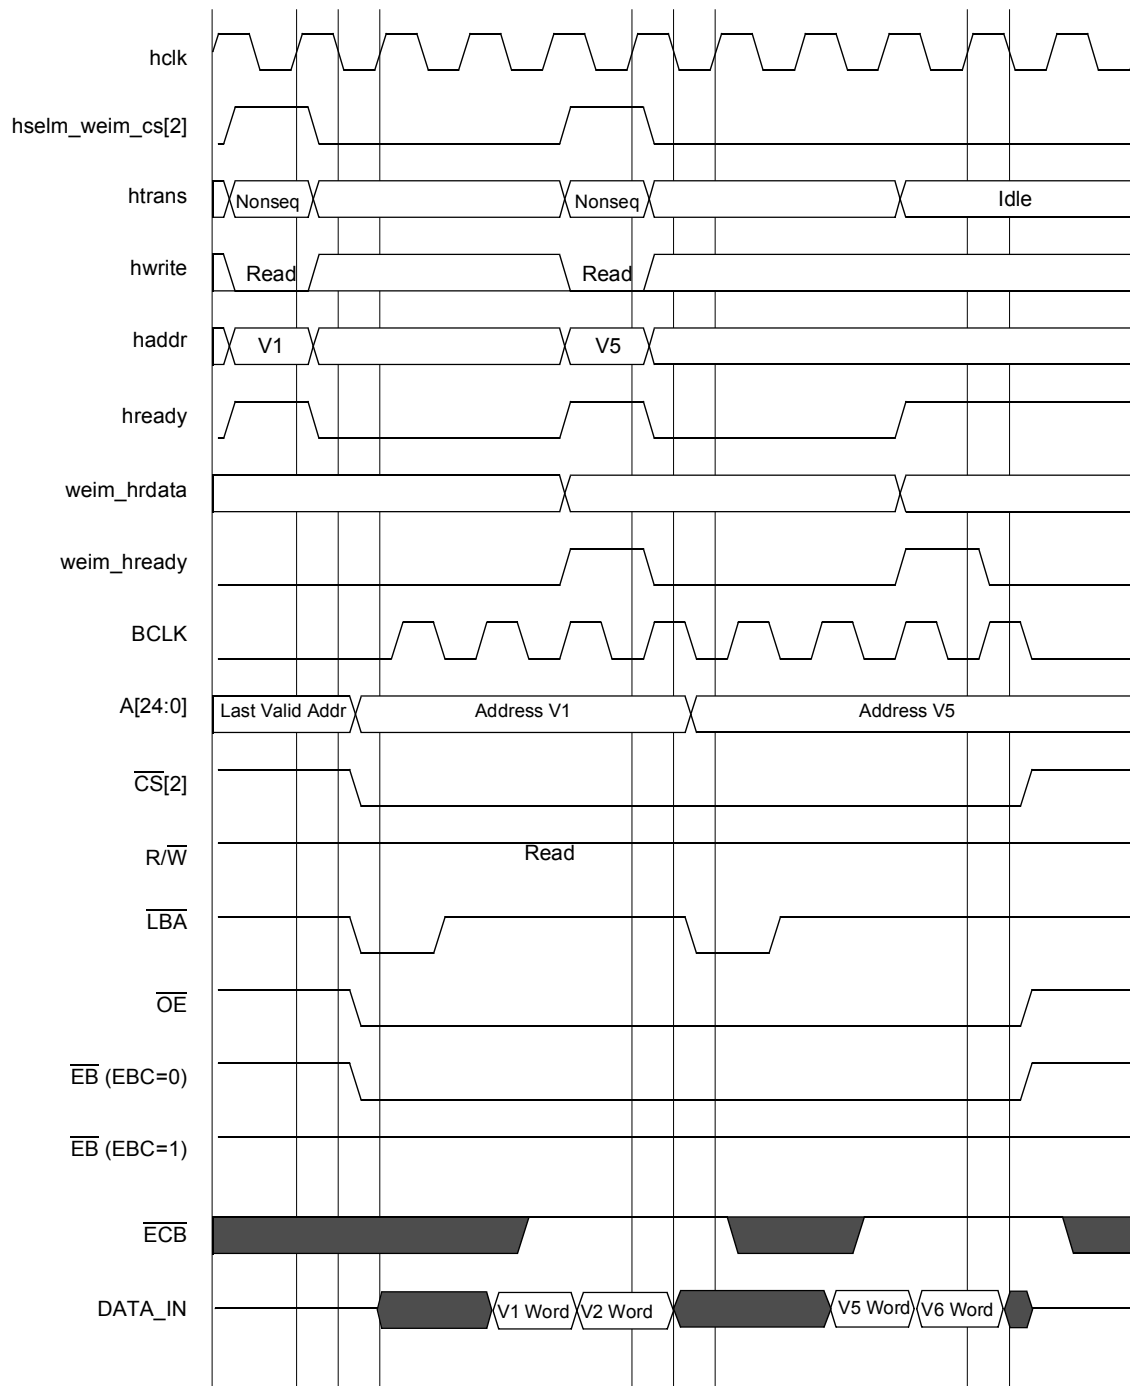 hclk
hselm_weim_cs[2]
htrans Nonseq Nonseq Idle
hwrite Read Read
haddr V1 V5
hready
weim_hrdata
weim_hready
BCLK
A[24:0] Last Valid Addr Address V1 Address V5
CS[2]
R/W Read
LBA
OE
EB (EBC=0)
EB (EBC=1)
ECB
DATA_IN V1 Word V2 Word V5 Word V6 Word